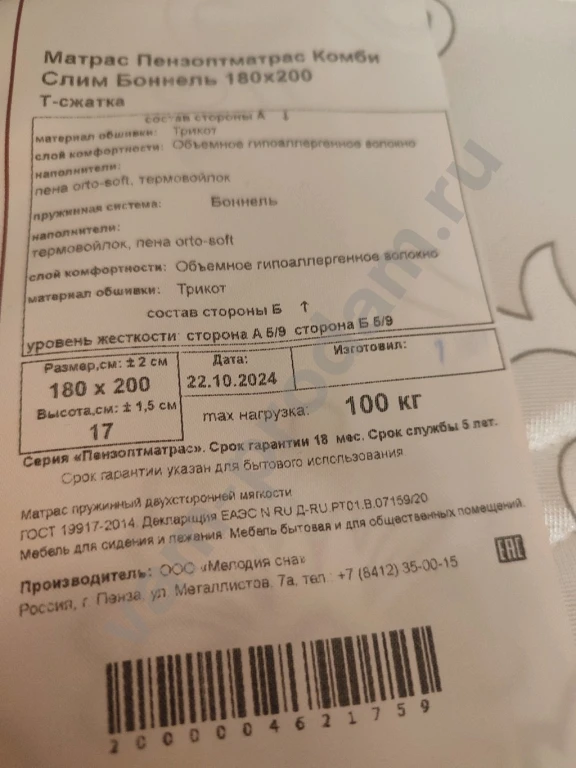 Матрас Пензоптматрас Комби
Слим Боннель 180x200
Т-сжатка
состав стороны А ↓
материал обшивки: Трикот
слой комфортности: Объемное гипоаллергенное волокно
наполнители:
пена orto-soft, термовойлок
пружинная система: Боннель
наполнители:
термовойлок, пена orto-soft
слой комфортности: Объемное гипоаллергенное волокно
материал обшивки: Трикот
состав стороны Б ↑
уровень жесткости: сторона А 5/9 сторона Б 5/9
Размер,см: ± 2 см
180 x 200
Высота,см: ± 1,5 см
17
Дата:
22.10.2024
Изготовил:
1
max нагрузка: 100 кг
Серия «Пензоптматрас». Срок гарантии 18 мес. Срок службы 5 лет.
Срок гарантии указан для бытового использования
Матрас пружинный двухсторонней мягкости
ГОСТ 19917-2014. Декларация ЕАЭС N RU Д-RU.РТ01.В.07159/20
Мебель для сидения и лежания. Мебель бытовая и для общественных помещений.
EAC
Производитель: ООО «Мелодия сна»
Россия, г. Пенза, ул. Металлистов, 7а, тел.: +7 (8412) 35-00-15
2000004621759